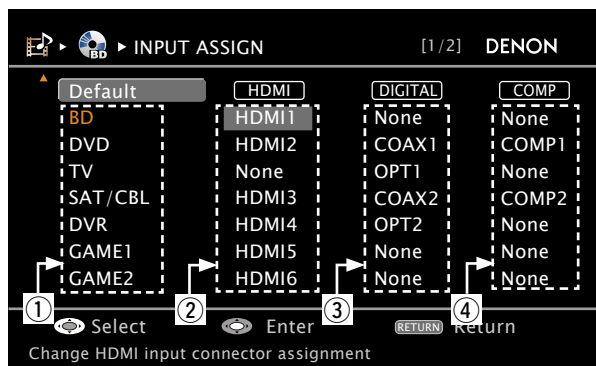 BD
INPUT ASSIGN [1/2] DENON
Default HDMI DIGITAL COMP
BD HDMI1 None None
DVD HDMI2 COAX1 COMP1
TV None OPT1 None
SAT/CBL HDMI3 COAX2 COMP2
DVR HDMI4 OPT2 None
GAME1 HDMI5 None None
GAME2 HDMI6 None None
① ② ③ ④
Select Enter RETURN Return
Change HDMI input connector assignment